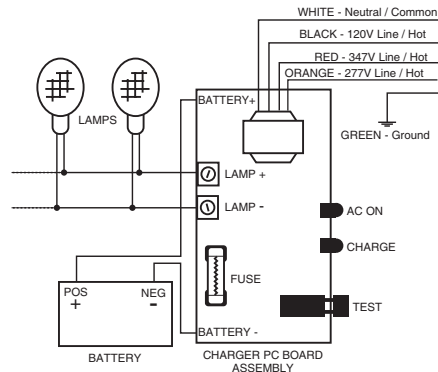 WHITE - Neutral / Common
BLACK - 120V Line / Hot
RED - 347V Line / Hot
ORANGE - 277V Line / Hot
BATTERY+
LAMPS
GREEN - Ground
LAMP +
LAMP -
AC ON
CHARGE
FUSE
POS
+
NEG
-
TEST
BATTERY -
BATTERY
CHARGER PC BOARD
ASSEMBLY